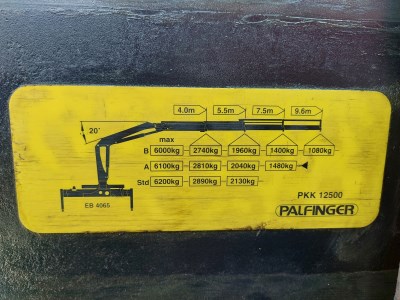 4.0m 5.5m 7.5m 9.6m
20°
max
B 6000kg 2740kg 1960kg 1400kg 1080kg
A 6100kg 2810kg 2040kg 1480kg
Std 6200kg 2890kg 2130kg
EB 4065
PKK 12500
PALFINGER